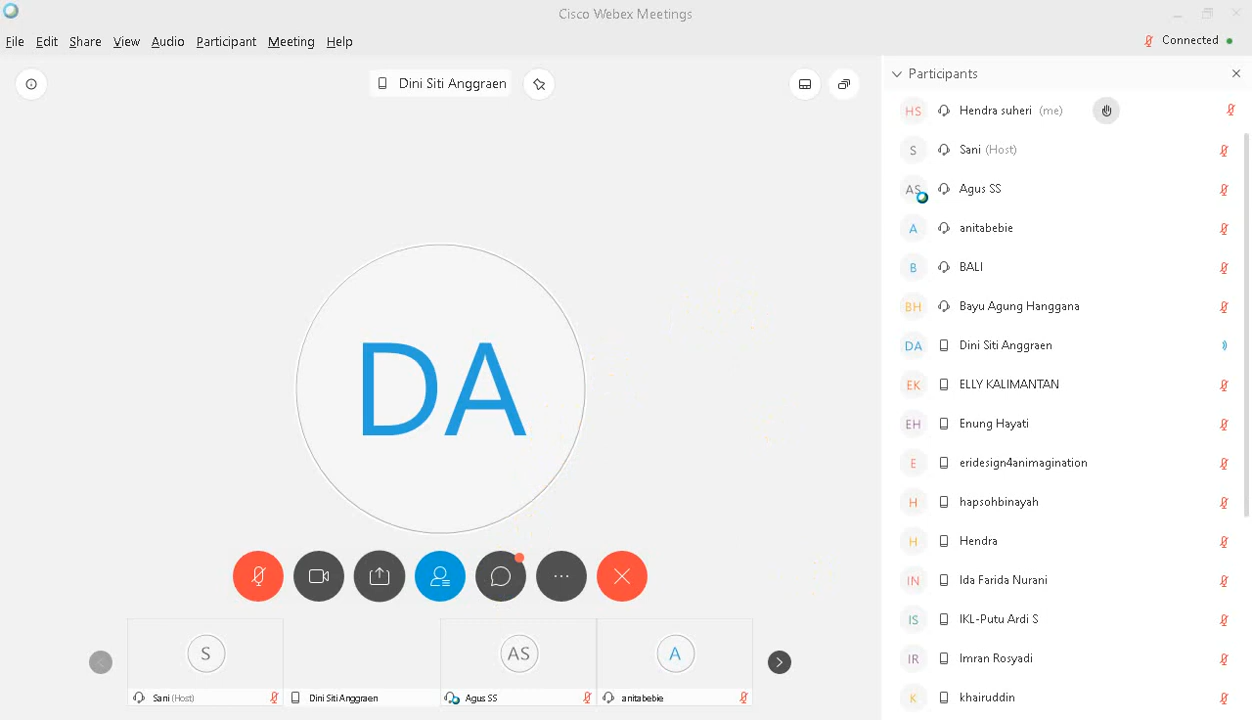 Cisco Webex Meetings
File Edit Share View Audio Participant Meeting Help
Connected
Dini Siti Anggraen
DA
S
Sani (Host)
Dini Siti Anggraen
AS
Agus SS
A
anitabebie
Participants
HS Hendra suheri (me)
S Sani (Host)
AS Agus SS
A anitabebie
B BALI
BH Bayu Agung Hanggana
DA Dini Siti Anggraen
EK ELLY KALIMANTAN
EH Enung Hayati
E eridesign4animagination
H hapsohbinayah
H Hendra
IN Ida Farida Nurani
IS IKL-Putu Ardi S
IR Imran Rosyadi
K khairuddin